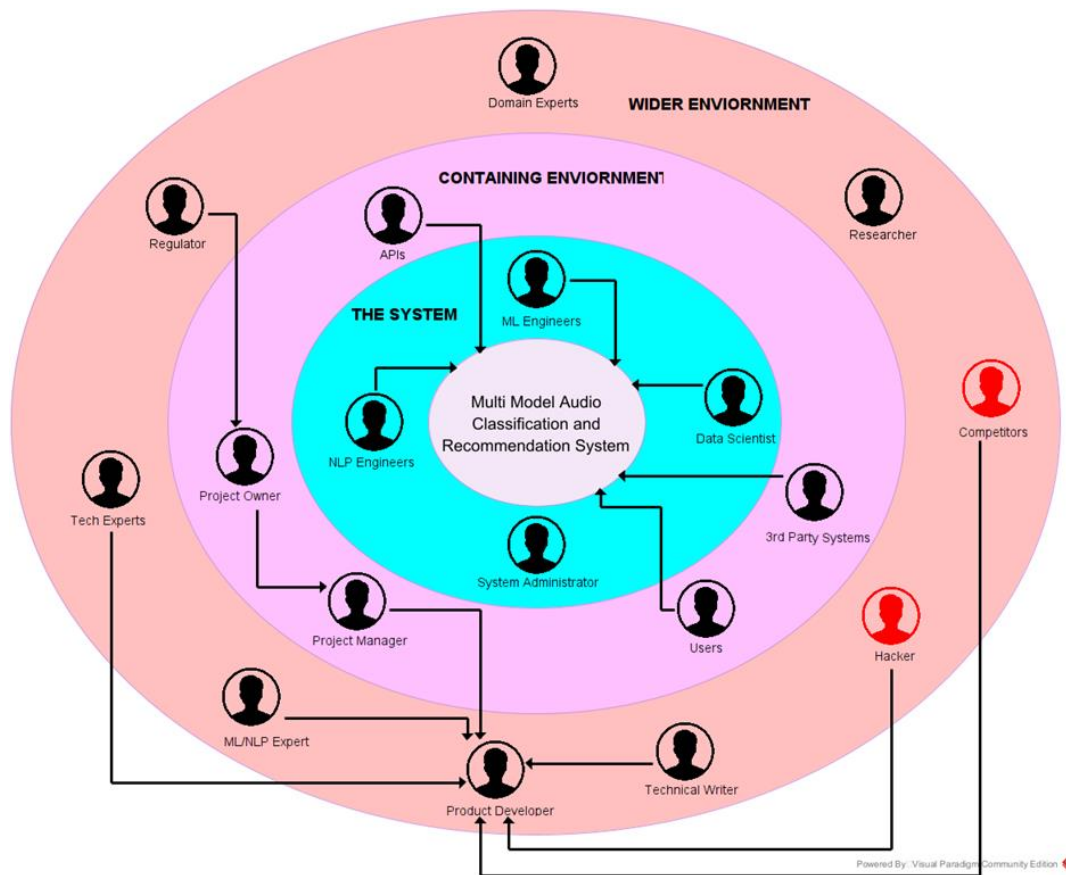 Domain Experts
WIDER ENVIORNMENT
CONTAINING ENVIORNMENT
Regulator
APIs
Researcher
THE SYSTEM
ML Engineers
Multi Model Audio
Classification and
Recommendation System
NLP Engineers
Data Scientist
Competitors
Project Owner
Tech Experts
3rd Party Systems
System Administrator
Project Manager
Users
Hacker
ML/NLP Expert
Technical Writer
Product Developer
Powered By: Visual Paradigm Community Edition